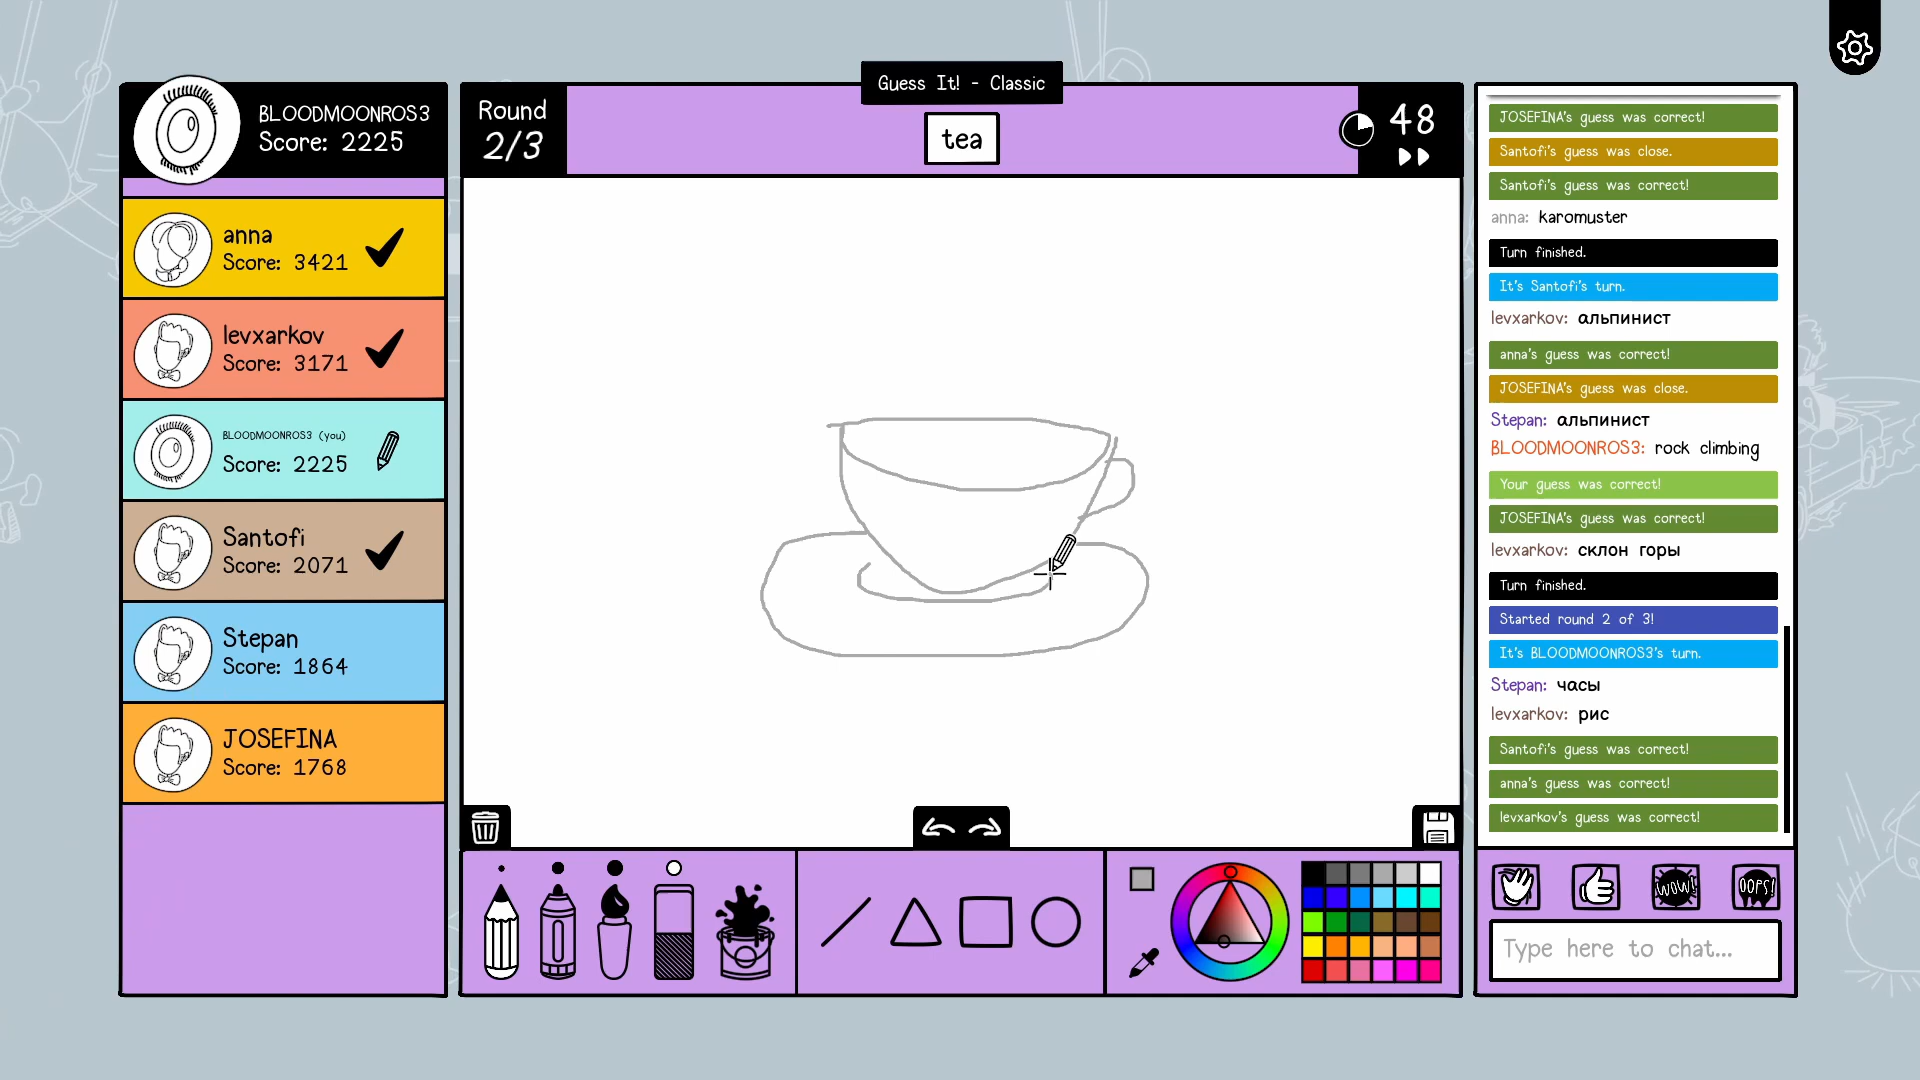 Guess It! - Classic
BLOODMOONROS3
Score: 2225
Round
2/3
tea
48
anna
Score: 3421
levxarkov
Score: 3171
BLOODMOONROS3 (you)
Score: 2225
Santofi
Score: 2071
Stepan
Score: 1864
JOSEFINA
Score: 1768
JOSEFINA's guess was correct!
Santofi's guess was close.
Santofi's guess was correct!
anna: karomuster
Turn finished.
It's Santofi's turn.
levxarkov: альпинист
anna's guess was correct!
JOSEFINA's guess was close.
Stepan: альпинист
BLOODMOONROS3: rock climbing
Your guess was correct!
JOSEFINA's guess was correct!
levxarkov: склон горы
Turn finished.
Started round 2 of 3!
It's BLOODMOONROS3's turn.
Stepan: часы
levxarkov: рис
Santofi's guess was correct!
anna's guess was correct!
levxarkov's guess was correct!
WOW!
OOPS!
Type here to chat...